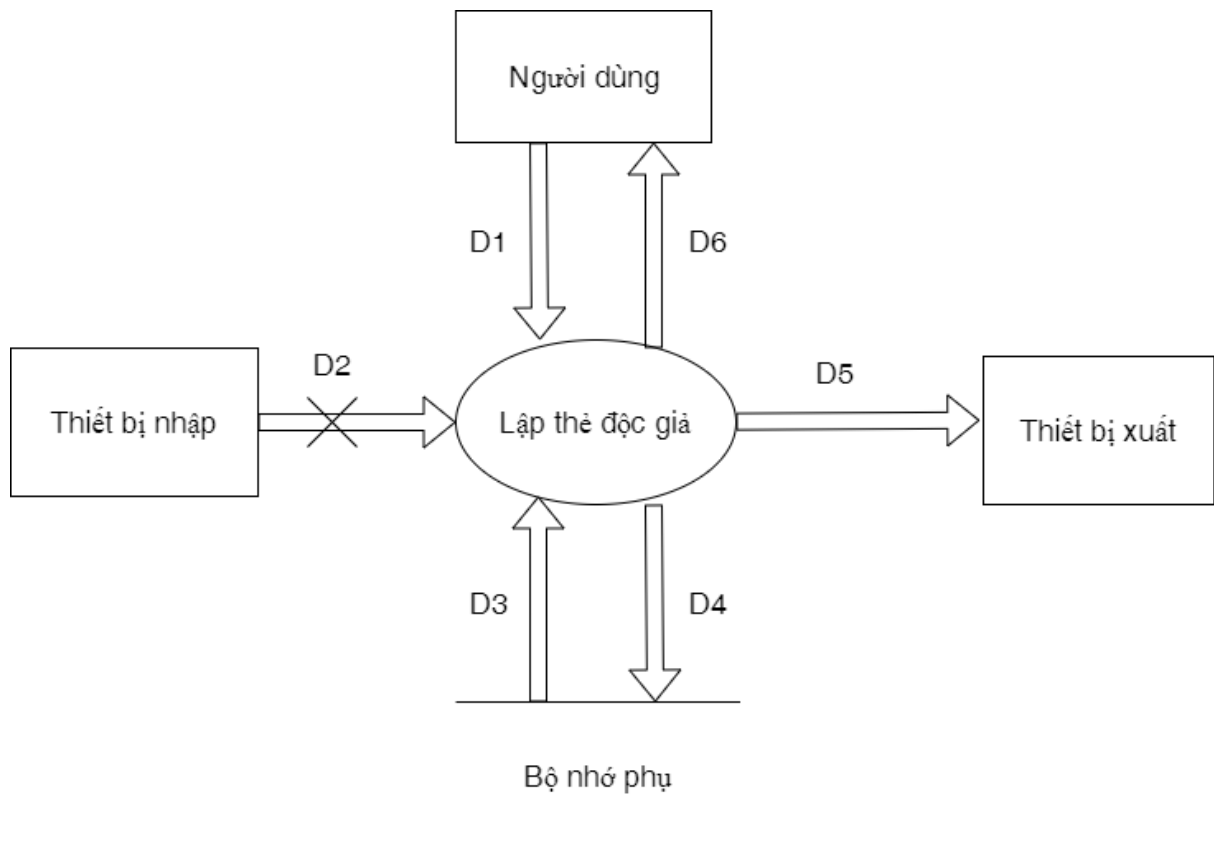 Người dùng
D1
D6
D2
D5
Thiết bị nhập
Lập thẻ độc giả
Thiết bị xuất
D3
D4
Bộ nhớ phụ